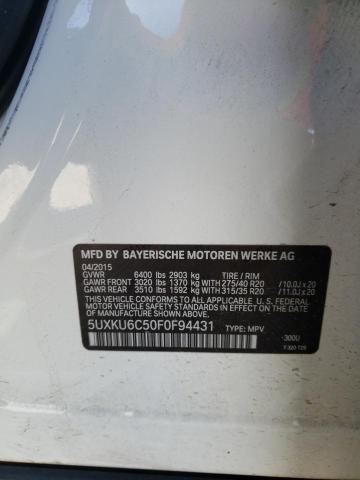 MFD BY BAYERISCHE MOTOREN WERKE AG
04/2015
GVWR 6400 lbs 2903 kg TIRE / RIM
GAWR FRONT 3020 lbs 1370 kg WITH 275/40 R20 /10.0J x 20
GAWR REAR 3510 lbs 1592 kg WITH 315/35 R20 /11.0J x 20
THIS VEHICLE CONFORMS TO ALL APPLICABLE FEDERAL
MOTOR VEHICLE SAFETY STANDARDS IN EFFECT ON THE
DATE OF MANUFACTURE SHOWN ABOVE.
5UXKU6C50F0F94431 TYPE: MPV
-300U